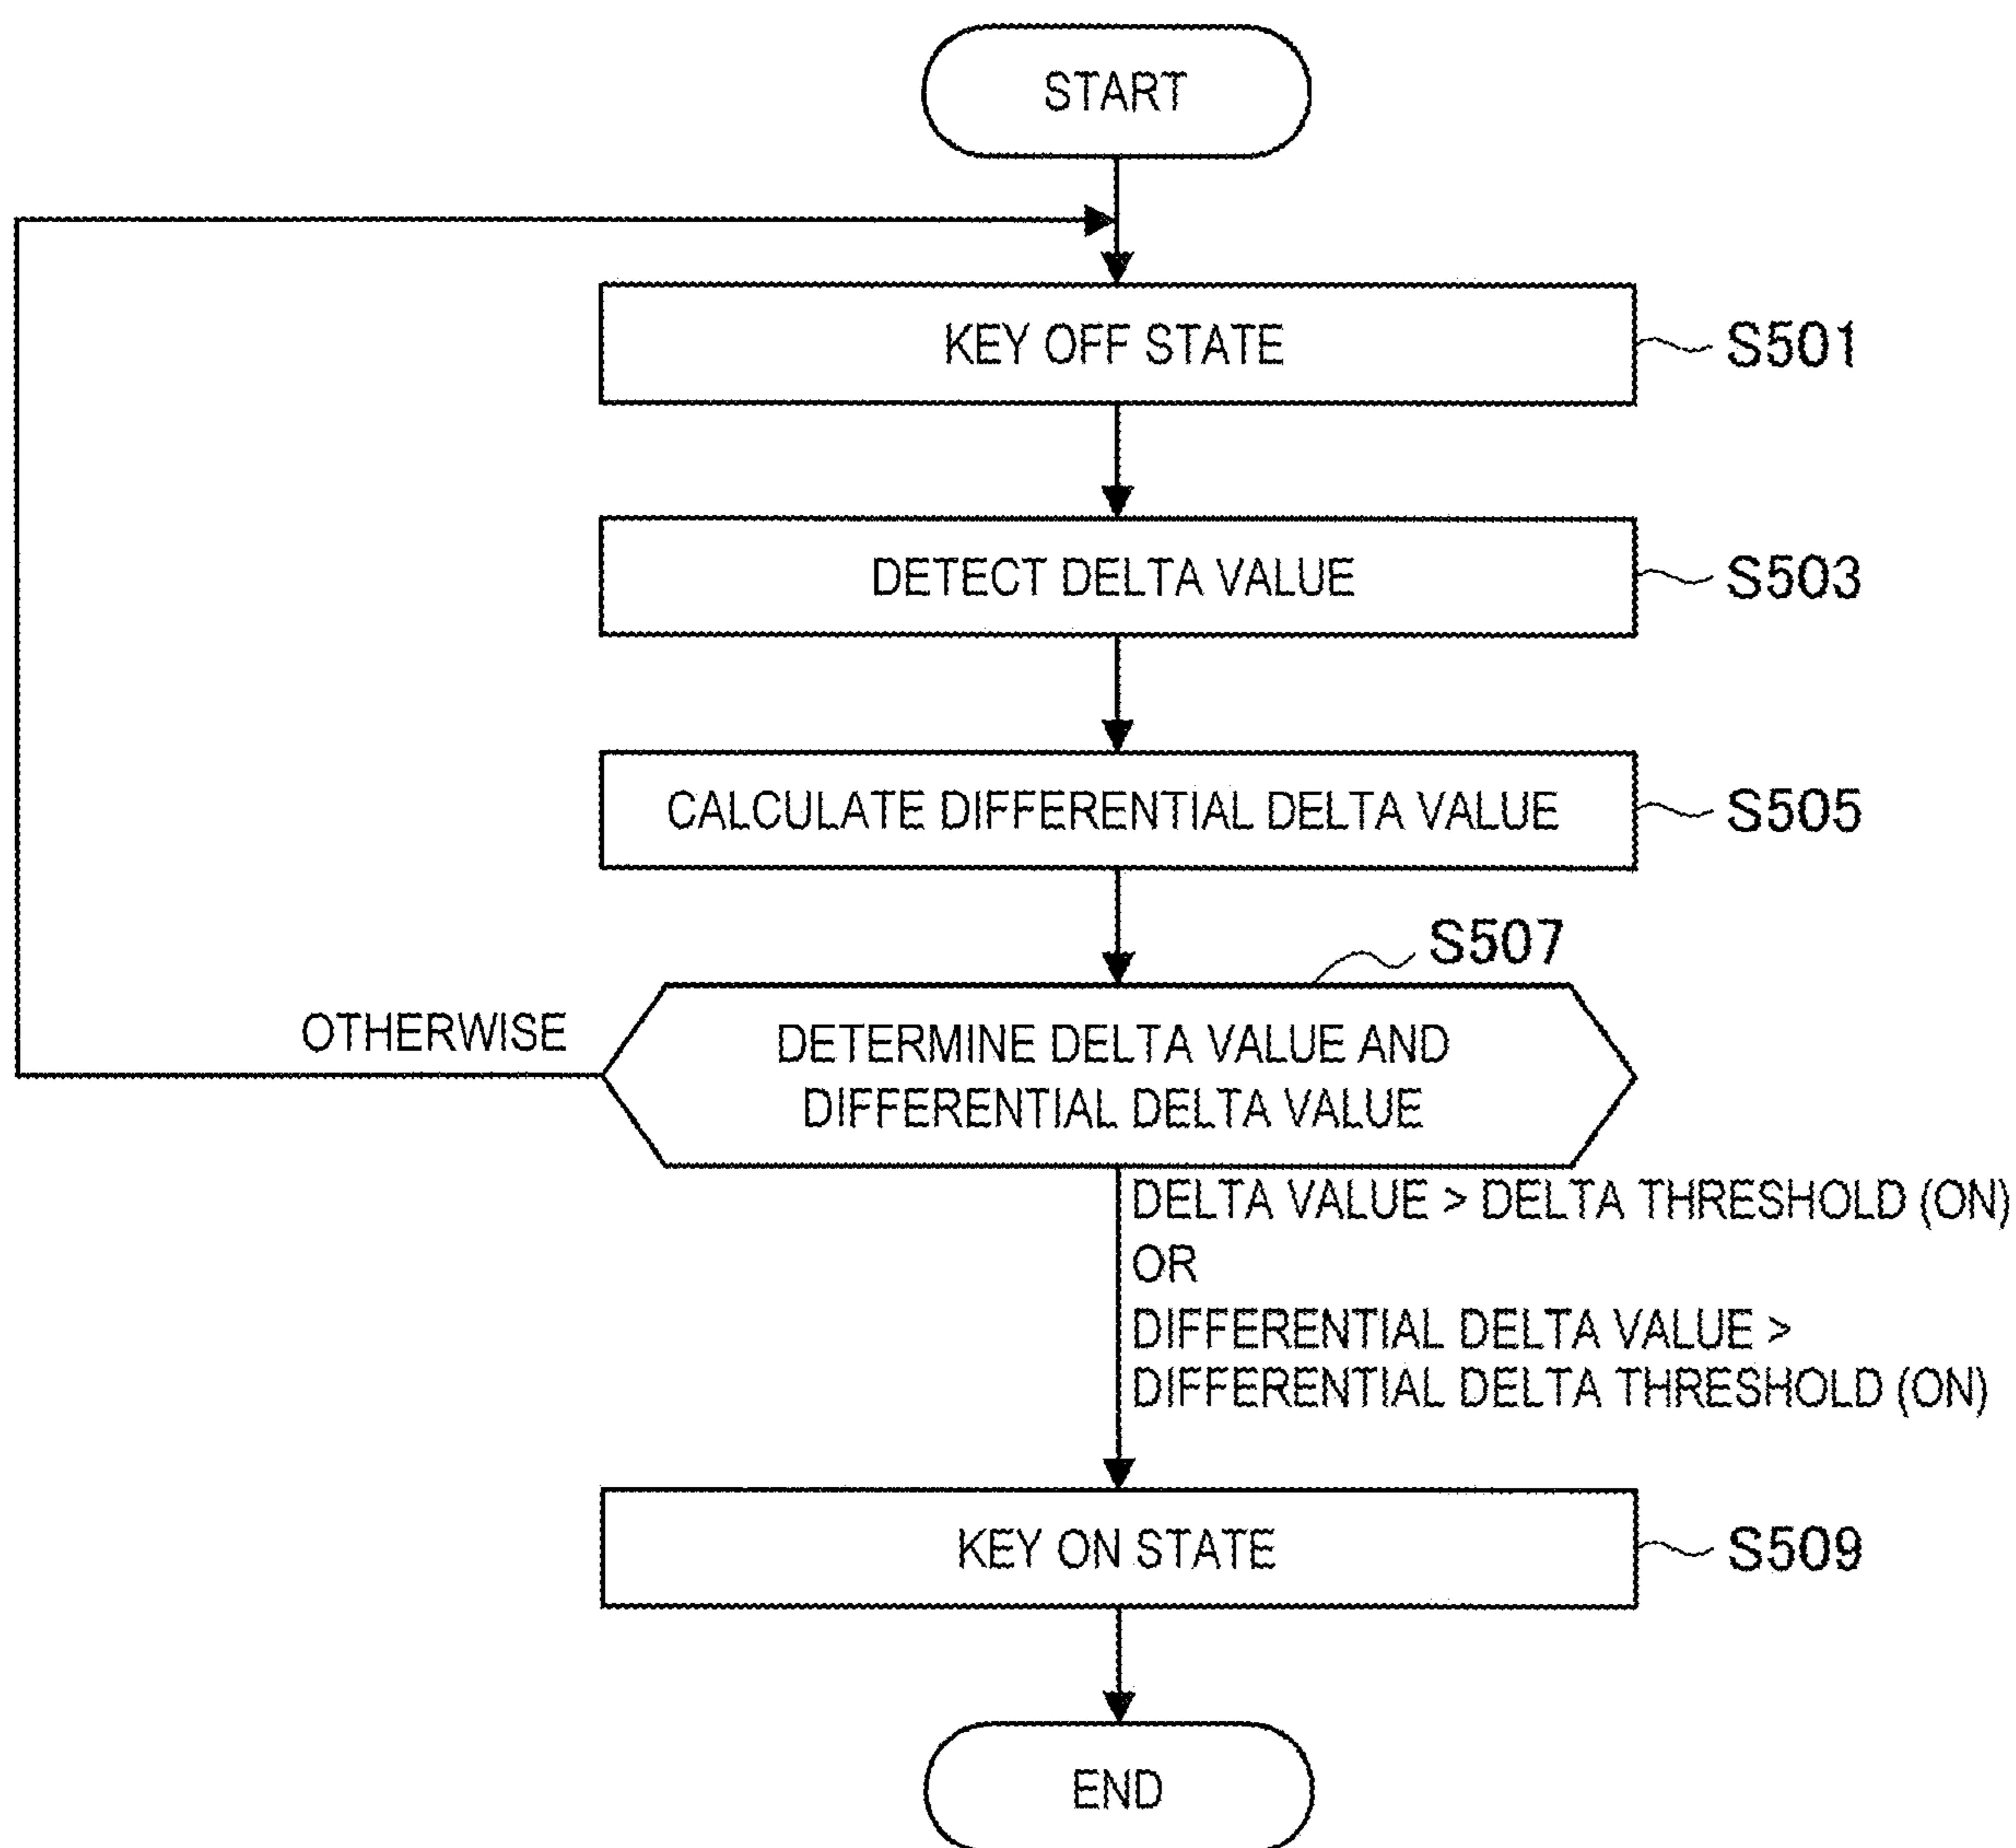 START
KEY OFF STATE
S501
DETECT DELTA VALUE
S503
CALCULATE DIFFERENTIAL DELTA VALUE
S505
S507
OTHERWISE
DETERMINE DELTA VALUE AND
DIFFERENTIAL DELTA VALUE
DELTA VALUE > DELTA THRESHOLD (ON)
OR
DIFFERENTIAL DELTA VALUE >
DIFFERENTIAL DELTA THRESHOLD (ON)
KEY ON STATE
S509
END